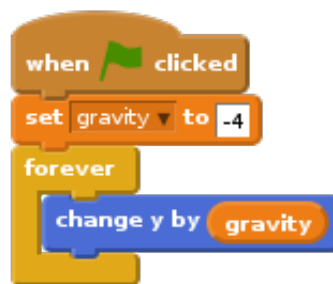 when clicked
set gravity to -4
forever
change y by gravity